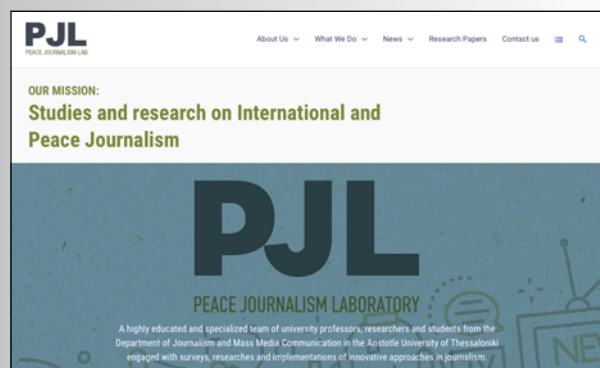 PJL
PEACE JOURNALISM LAB
About Us What We Do News Research Papers Contact us
OUR MISSION:
Studies and research on International and
Peace Journalism
PJL
PEACE JOURNALISM LABORATORY
A highly educated and specialized team of university professors, researchers and students from the
Department of Journalism and Mass Media Communication in the Aristotle University of Thessaloniki
engaged with surveys, researches and implementations of innovative approaches in journalism.
NEW